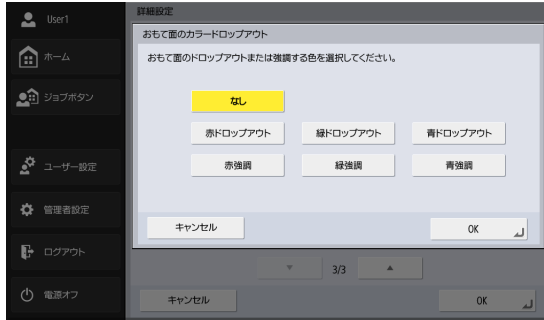 User1
ホーム
ジョブボタン
ユーザー設定
管理者設定
ログアウト
電源オフ
詳細設定
おもて面のカラードロップアウト
おもて面のドロップアウトまたは強調する色を選択してください。
なし
赤ドロップアウト 緑ドロップアウト 青ドロップアウト
赤強調 緑強調 青強調
キャンセル OK
3/3
キャンセル OK